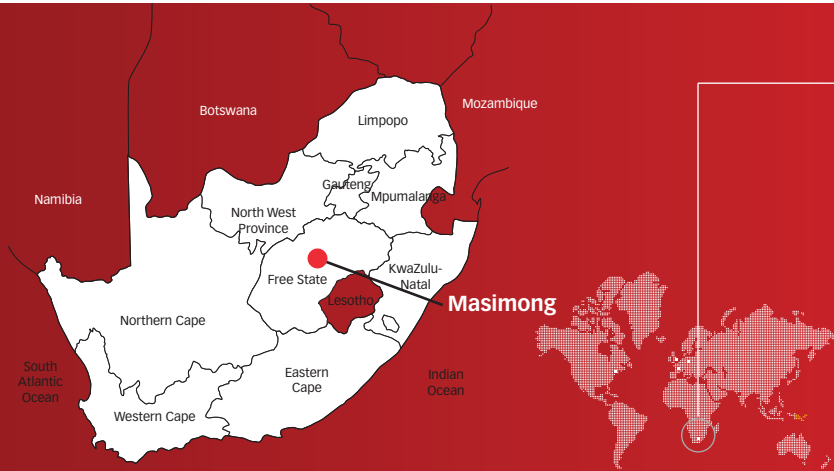 Botswana
Mozambique
Limpopo
Namibia
Gauteng
Mpumalanga
North West
Province
KwaZulu-
Natal
Free State
Lesotho
Masimong
Northern Cape
South
Atlantic
Ocean
Eastern
Cape
Indian
Ocean
Western Cape